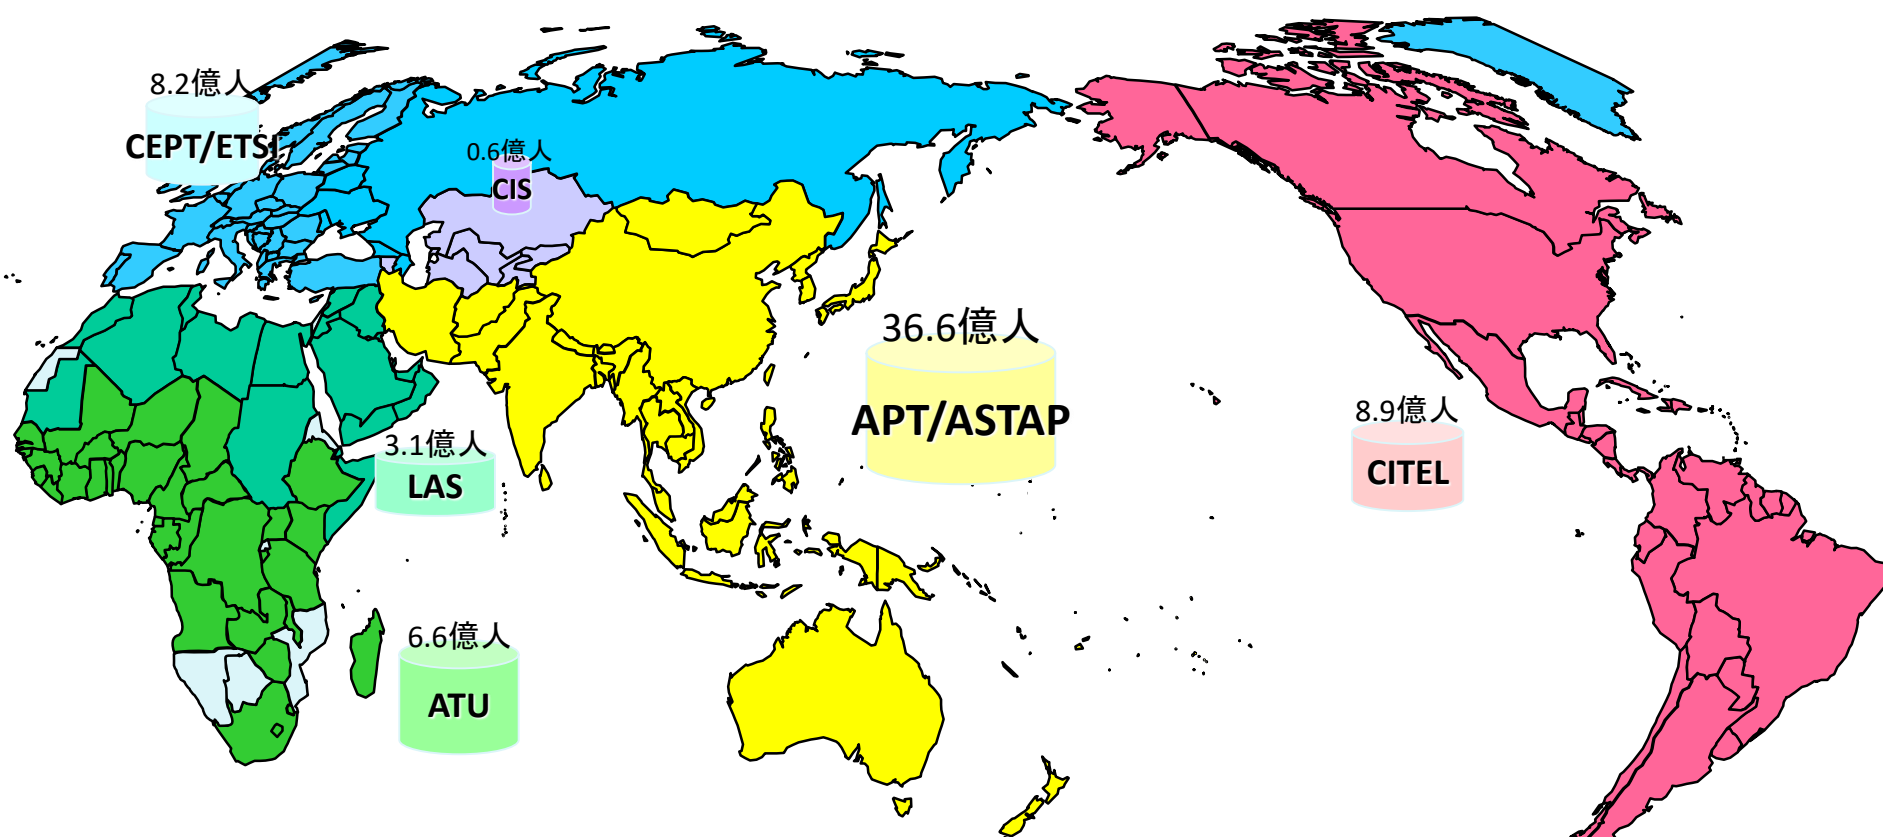 8.2億人
CEPT/ETSI
0.6億人
CIS
36.6億人
APT/ASTAP
8.9億人
CITEL
3.1億人
LAS
6.6億人
ATU